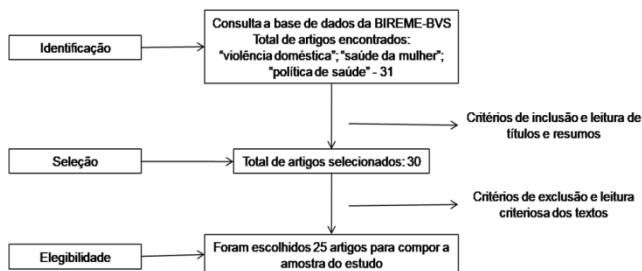 Identificação
Consulta a base de dados da BIREME-BVS
Total de artigos encontrados:
"violência doméstica"; "saúde da mulher";
"política de saúde" - 31
Critérios de inclusão e leitura de
títulos e resumos
Seleção
Total de artigos selecionados: 30
Critérios de exclusão e leitura
criteriosa dos textos
Elegibilidade
Foram escolhidos 25 artigos para compor a
amostra do estudo